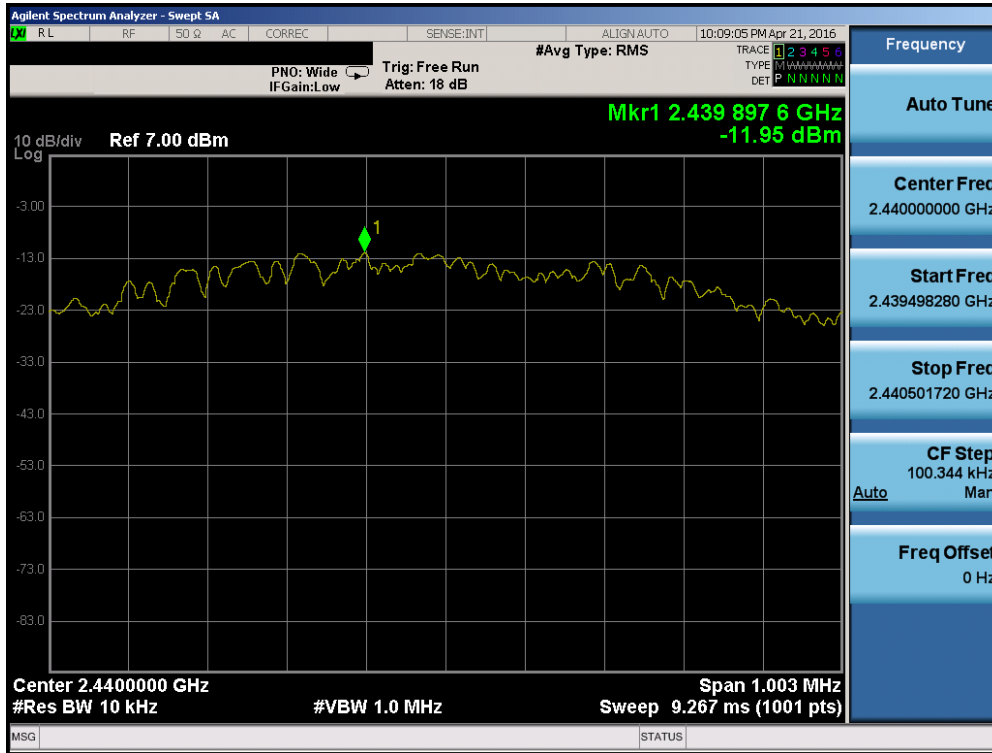 Agilent Spectrum Analyzer - Swept SA
LXI RL RF 50 Ω AC CORREC SENSE:INT ALIGN AUTO 10:09:05 PM Apr 21, 2016
#Avg Type: RMS
TRACE 1 2 3 4 5 6
PNO: Wide Trig: Free Run
TYPE M
IFGain:Low Atten: 18 dB
DET P N N N N N
Mkr1 2.439 897 6 GHz
-11.95 dBm
10 dB/div Ref 7.00 dBm
Log
1
-3.00
-13.0
-23.0
-33.0
-43.0
-53.0
-63.0
-73.0
-83.0
Center 2.4400000 GHz Span 1.003 MHz
#Res BW 10 kHz #VBW 1.0 MHz Sweep 9.267 ms (1001 pts)
MSG STATUS
Frequency
Auto Tune
Center Freq
2.440000000 GHz
Start Freq
2.439498280 GHz
Stop Freq
2.440501720 GHz
CF Step
100.344 kHz
Auto Man
Freq Offset
0 Hz